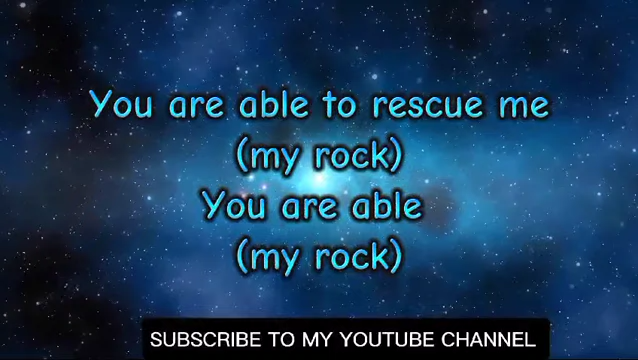 You are able to rescue me
(my rock)
You are able
(my rock)
SUBSCRIBE TO MY YOUTUBE CHANNEL